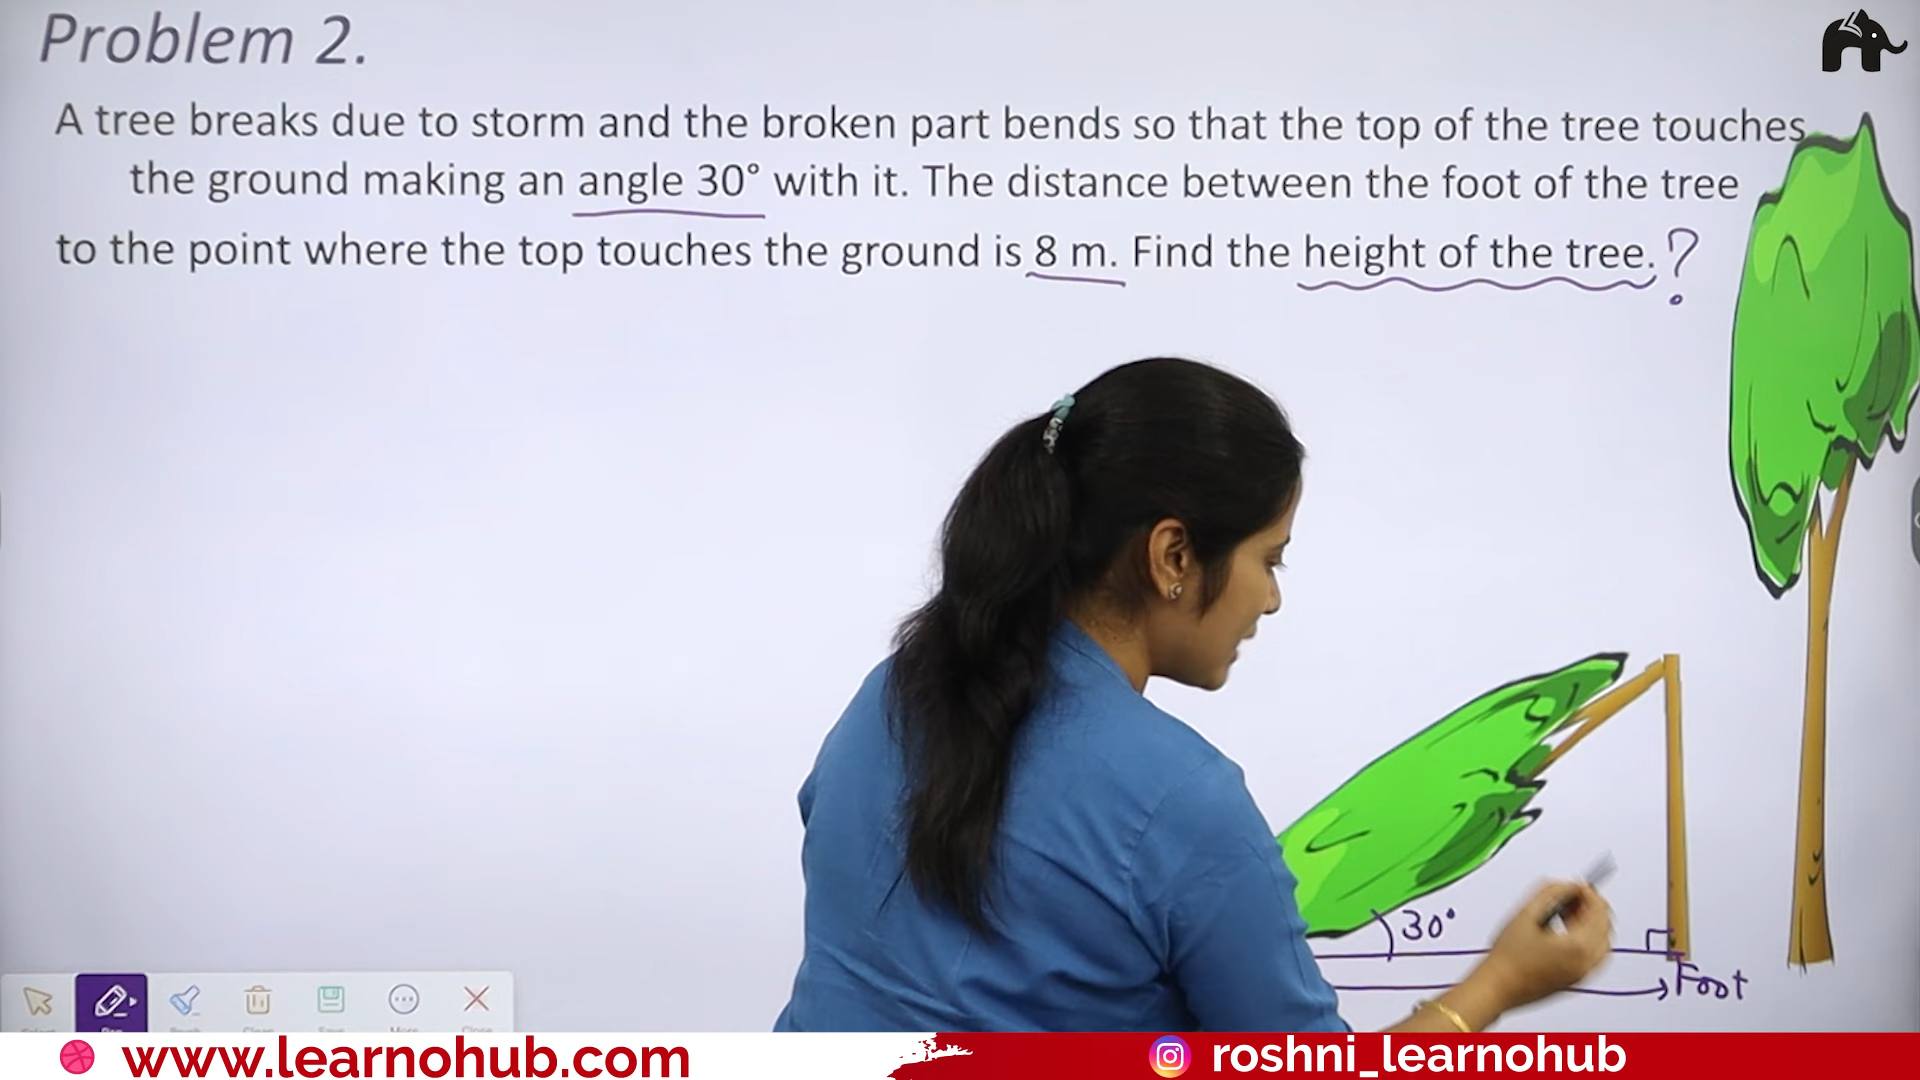 Problem 2.
A tree breaks due to storm and the broken part bends so that the top of the tree touches
the ground making an angle 30° with it. The distance between the foot of the tree
to the point where the top touches the ground is 8 m. Find the height of the tree. ?
30°
Foot
More
www.learnohub.com
roshni_learnohub